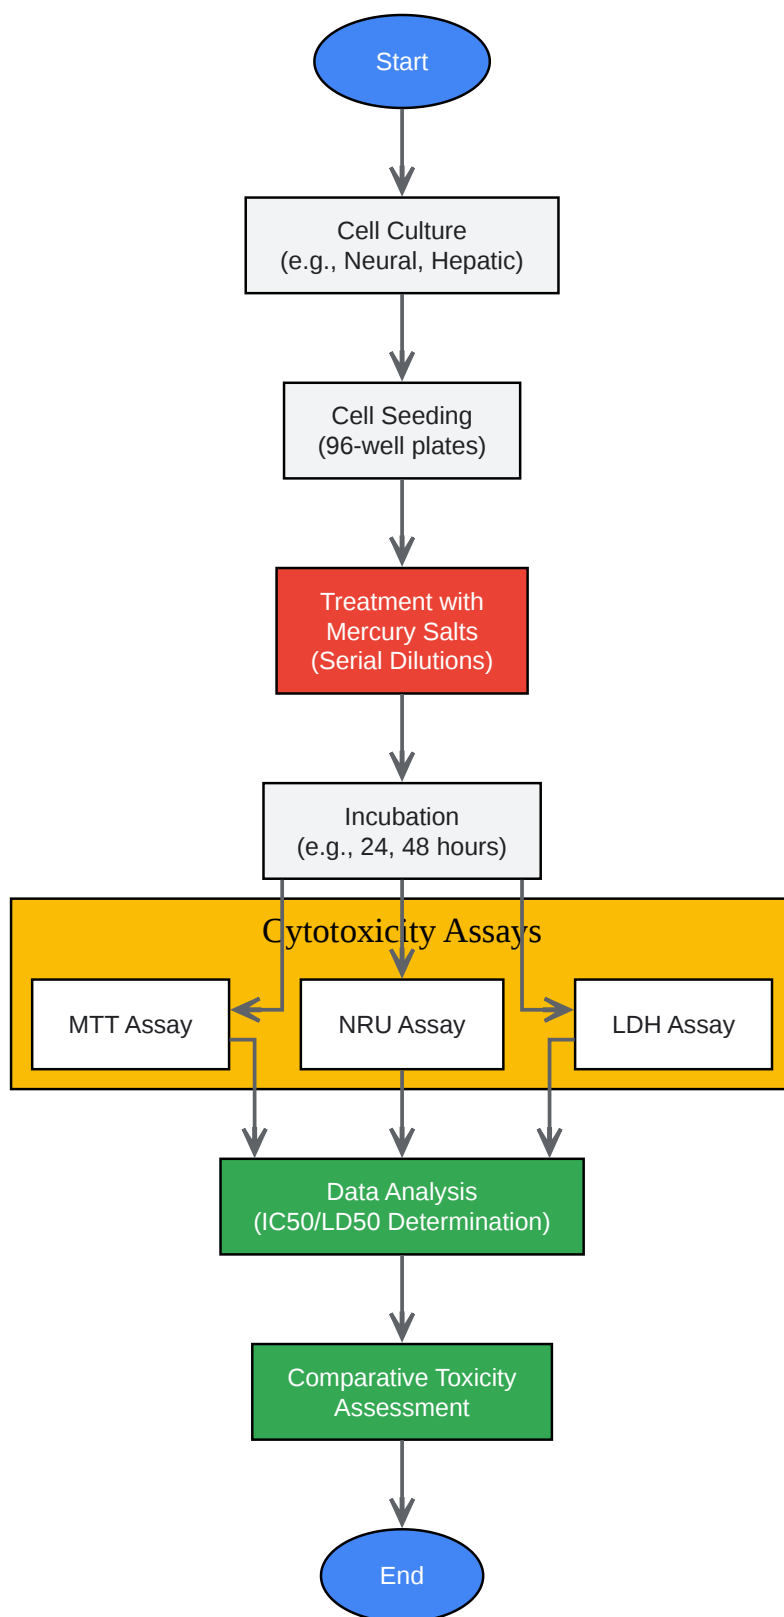 Start
Cell Culture
(e.g., Neural, Hepatic)
Cell Seeding
(96-well plates)
Treatment with
Mercury Salts
(Serial Dilutions)
Incubation
(e.g., 24, 48 hours)
Cytotoxicity Assays
MTT Assay
NRU Assay
LDH Assay
Data Analysis
(IC50/LD50 Determination)
Comparative Toxicity
Assessment
End